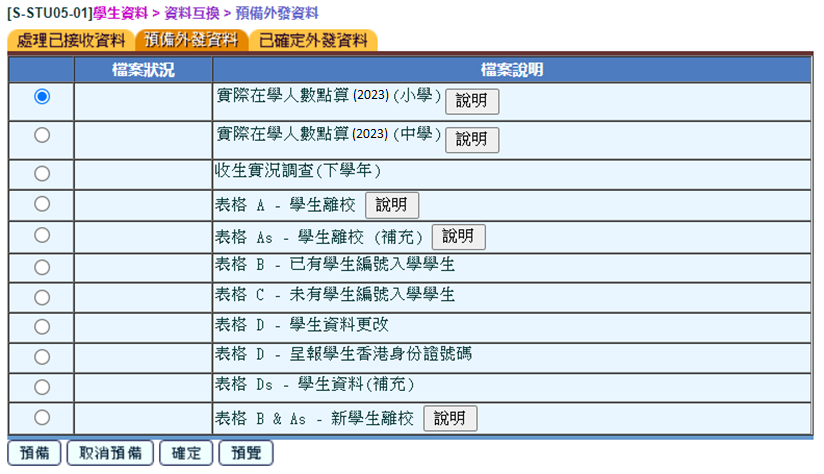 [S-STU05-01]學生資料 > 資料互換 > 預備外發資料
處理已接收資料 預備外發資料 已確定外發資料
檔案狀況 檔案說明
實際在學人數點算(2023)(小學) 說明
實際在學人數點算(2023)(中學) 說明
收生實況調查(下學年)
表格 A - 學生離校 說明
表格 As - 學生離校 (補充) 說明
表格 B - 已有學生編號入學學生
表格 C - 未有學生編號入學學生
表格 D - 學生資料更改
表格 D - 呈報學生香港身份證號碼
表格 Ds - 學生資料(補充)
表格 B & As - 新學生離校 說明
預備 取消預備 確定 預覽